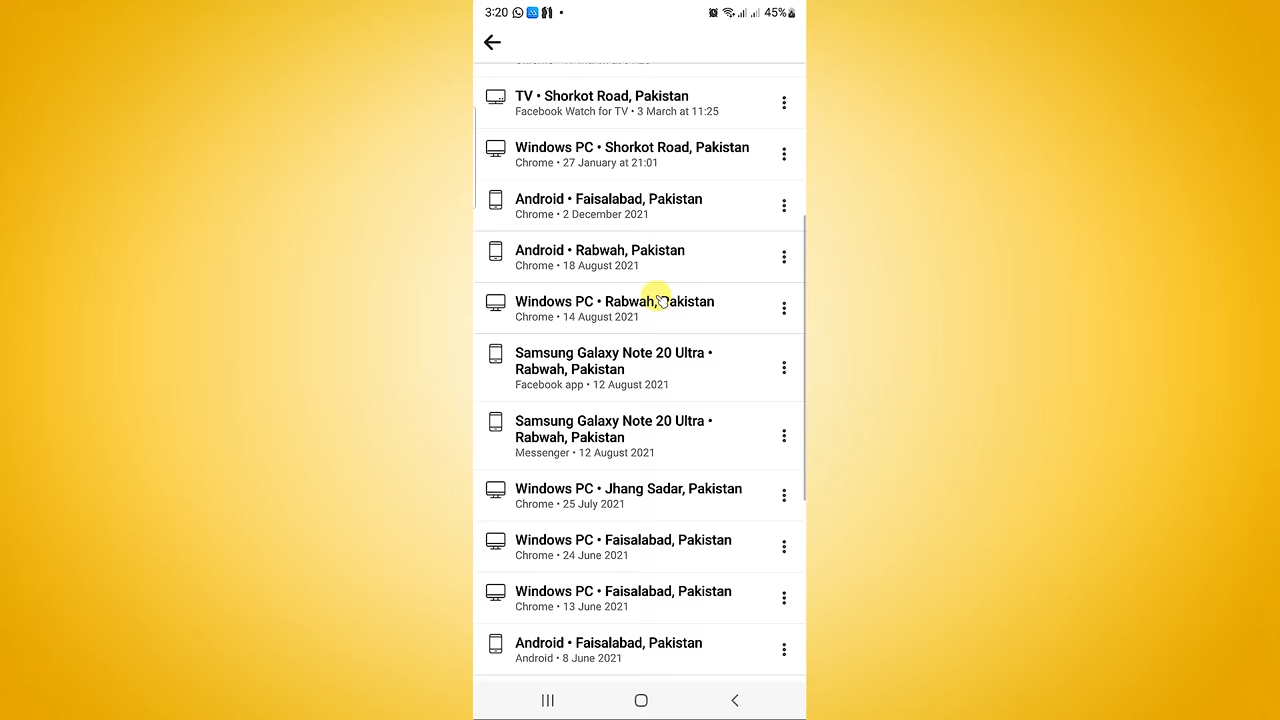 3:20
45%
TV • Shorkot Road, Pakistan
Facebook Watch for TV • 3 March at 11:25
Windows PC • Shorkot Road, Pakistan
Chrome • 27 January at 21:01
Android • Faisalabad, Pakistan
Chrome • 2 December 2021
Android • Rabwah, Pakistan
Chrome • 18 August 2021
Windows PC • Rabwah, Pakistan
Chrome • 14 August 2021
Samsung Galaxy Note 20 Ultra •
Rabwah, Pakistan
Facebook app • 12 August 2021
Samsung Galaxy Note 20 Ultra •
Rabwah, Pakistan
Messenger • 12 August 2021
Windows PC • Jhang Sadar, Pakistan
Chrome • 25 July 2021
Windows PC • Faisalabad, Pakistan
Chrome • 24 June 2021
Windows PC • Faisalabad, Pakistan
Chrome • 13 June 2021
Android • Faisalabad, Pakistan
Android • 8 June 2021